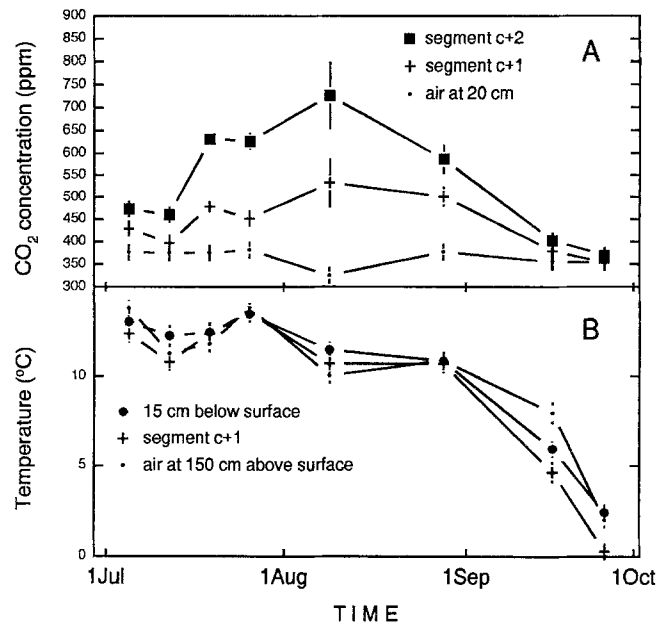 900
850
800
750
700
650
600
550
500
450
400
350
300
CO2 concentration (ppm)
A
segment c+2
segment c+1
air at 20 cm
10
5
0
Temperature (ºC)
B
15 cm below surface
segment c+1
air at 150 cm above surface
1Jul 1Aug 1Sep 1Oct
TIME